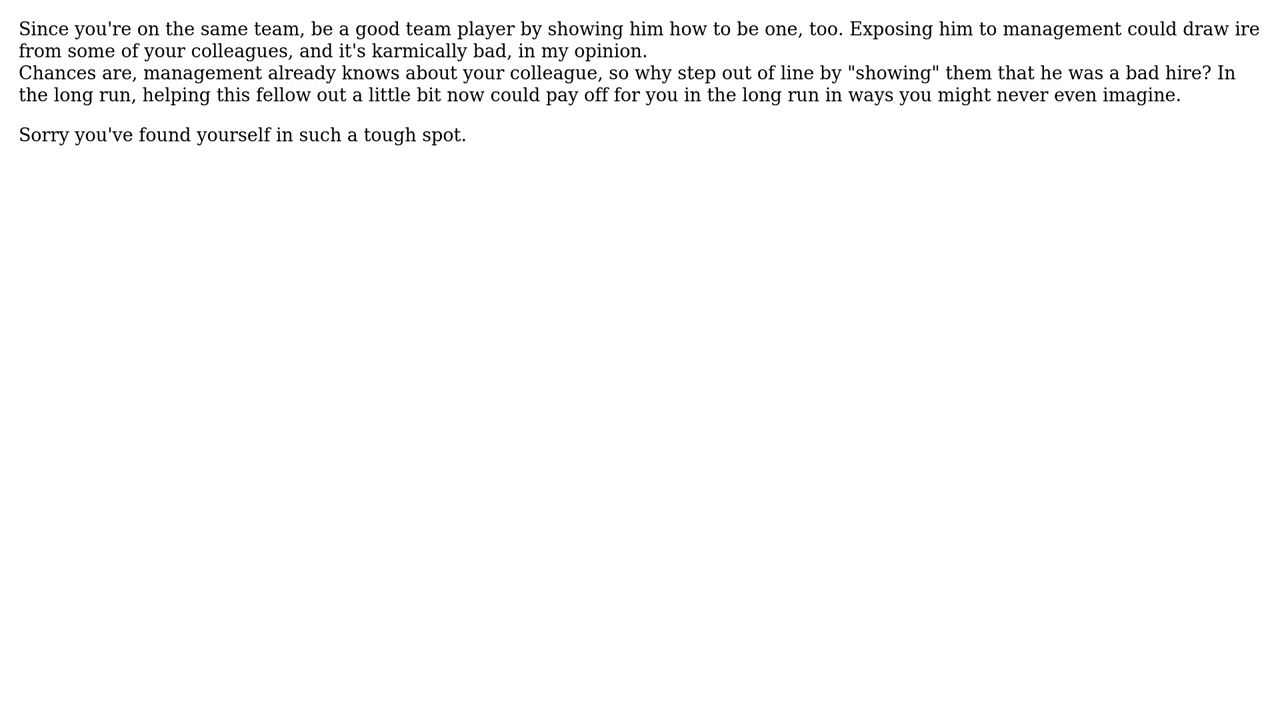 Since you're on the same team, be a good team player by showing him how to be one, too. Exposing him to management could draw ire
from some of your colleagues, and it's karmically bad, in my opinion.
Chances are, management already knows about your colleague, so why step out of line by "showing" them that he was a bad hire? In
the long run, helping this fellow out a little bit now could pay off for you in the long run in ways you might never even imagine.
Sorry you've found yourself in such a tough spot.